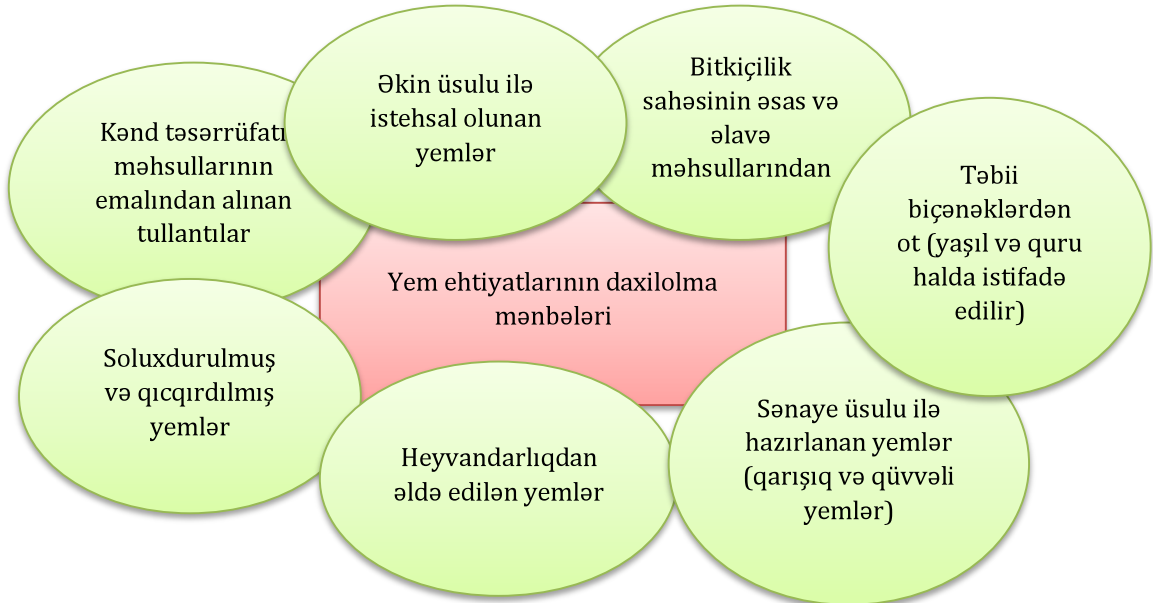 Əkin üsulu ilə
istehsal olunan
yemlər
Bitkiçilik
sahəsinin əsas və
əlavə
məhsullarından
Kənd təsərrüfatı
məhsullarının
emalından alınan
tullantılar
Təbii
biçənəklərdən
ot (yaşıl və quru
halda istifadə
edilir)
Yem ehtiyatlarının daxilolma
mənbələri
Soluxdurulmuş
və qıcqırdılmış
yemlər
Heyvandarlıqdan
əldə edilən yemlər
Sənaye üsulu ilə
hazırlanan yemlər
(qarışıq və qüvvəli
yemlər)